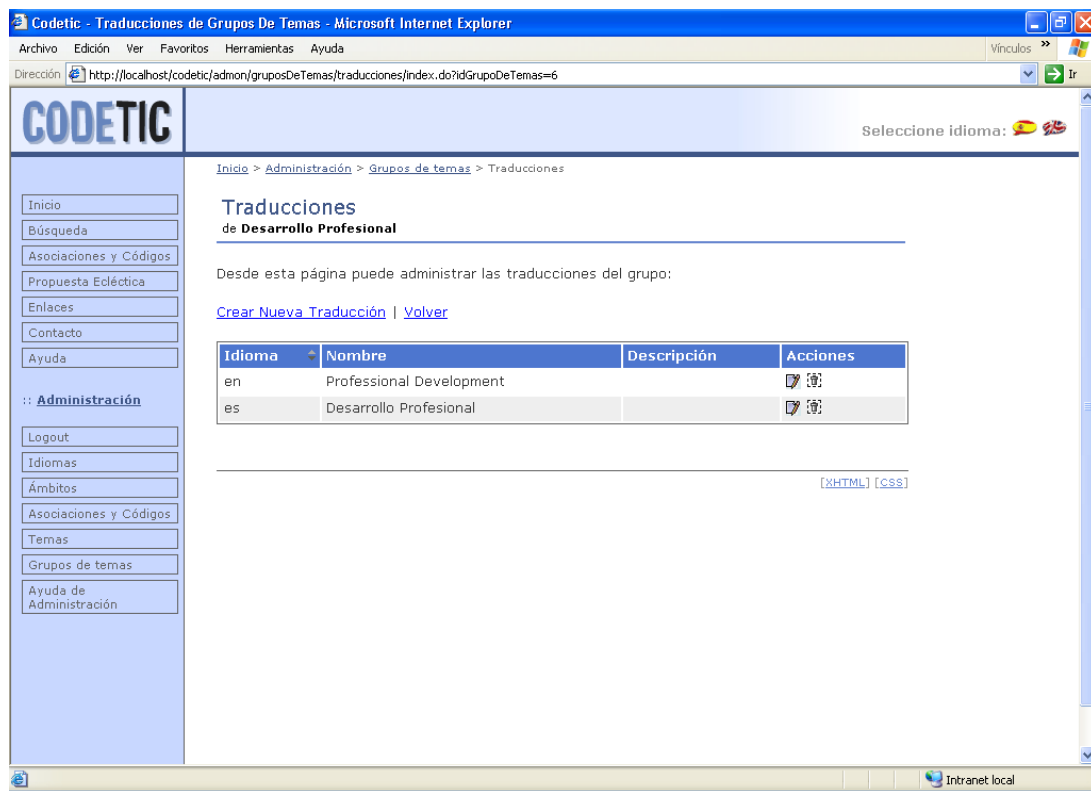 Codetic - Traducciones de Grupos De Temas - Microsoft Internet Explorer
Archivo Edición Ver Favoritos Herramientas Ayuda Vínculos »
Dirección http://localhost/codetic/admon/gruposDeTemas/traducciones/index.do?idGrupoDeTemas=6 Ir
CODETIC
Seleccione idioma:
Inicio > Administración > Grupos de temas > Traducciones
Inicio
Búsqueda
Asociaciones y Códigos
Propuesta Ecléctica
Enlaces
Contacto
Ayuda
:: Administración
Logout
Idiomas
Ámbitos
Asociaciones y Códigos
Temas
Grupos de temas
Ayuda de
Administración
Traducciones
de Desarrollo Profesional
Desde esta página puede administrar las traducciones del grupo:
Crear Nueva Traducción | Volver
Idioma Nombre Descripción Acciones
en Professional Development
es Desarrollo Profesional
[XHTML] [CSS]
Intranet local